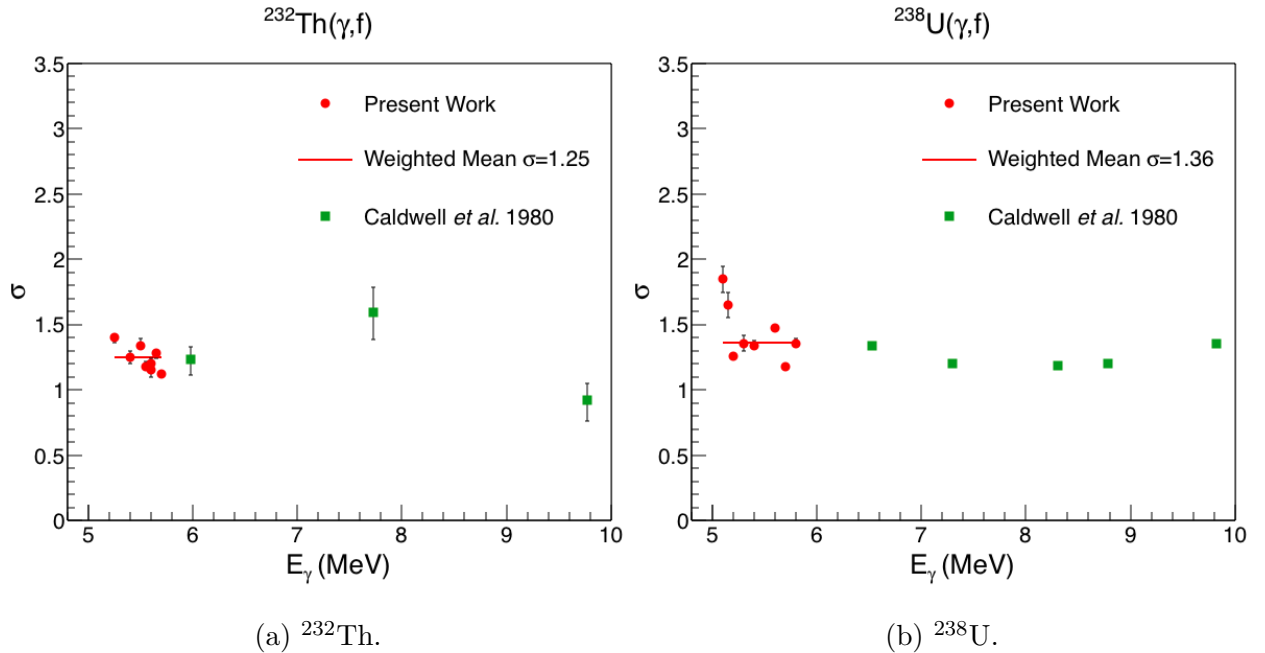 ²³²Th(γ,f)
3.5
3
2.5
2
1.5
1
0.5
0
σ
Present Work
Weighted Mean σ=1.25
Caldwell et al. 1980
5 6 7 8 9 10
E_γ (MeV)
(a) ²³²Th.
²³⁸U(γ,f)
3.5
3
2.5
2
1.5
1
0.5
0
σ
Present Work
Weighted Mean σ=1.36
Caldwell et al. 1980
5 6 7 8 9 10
E_γ (MeV)
(b) ²³⁸U.